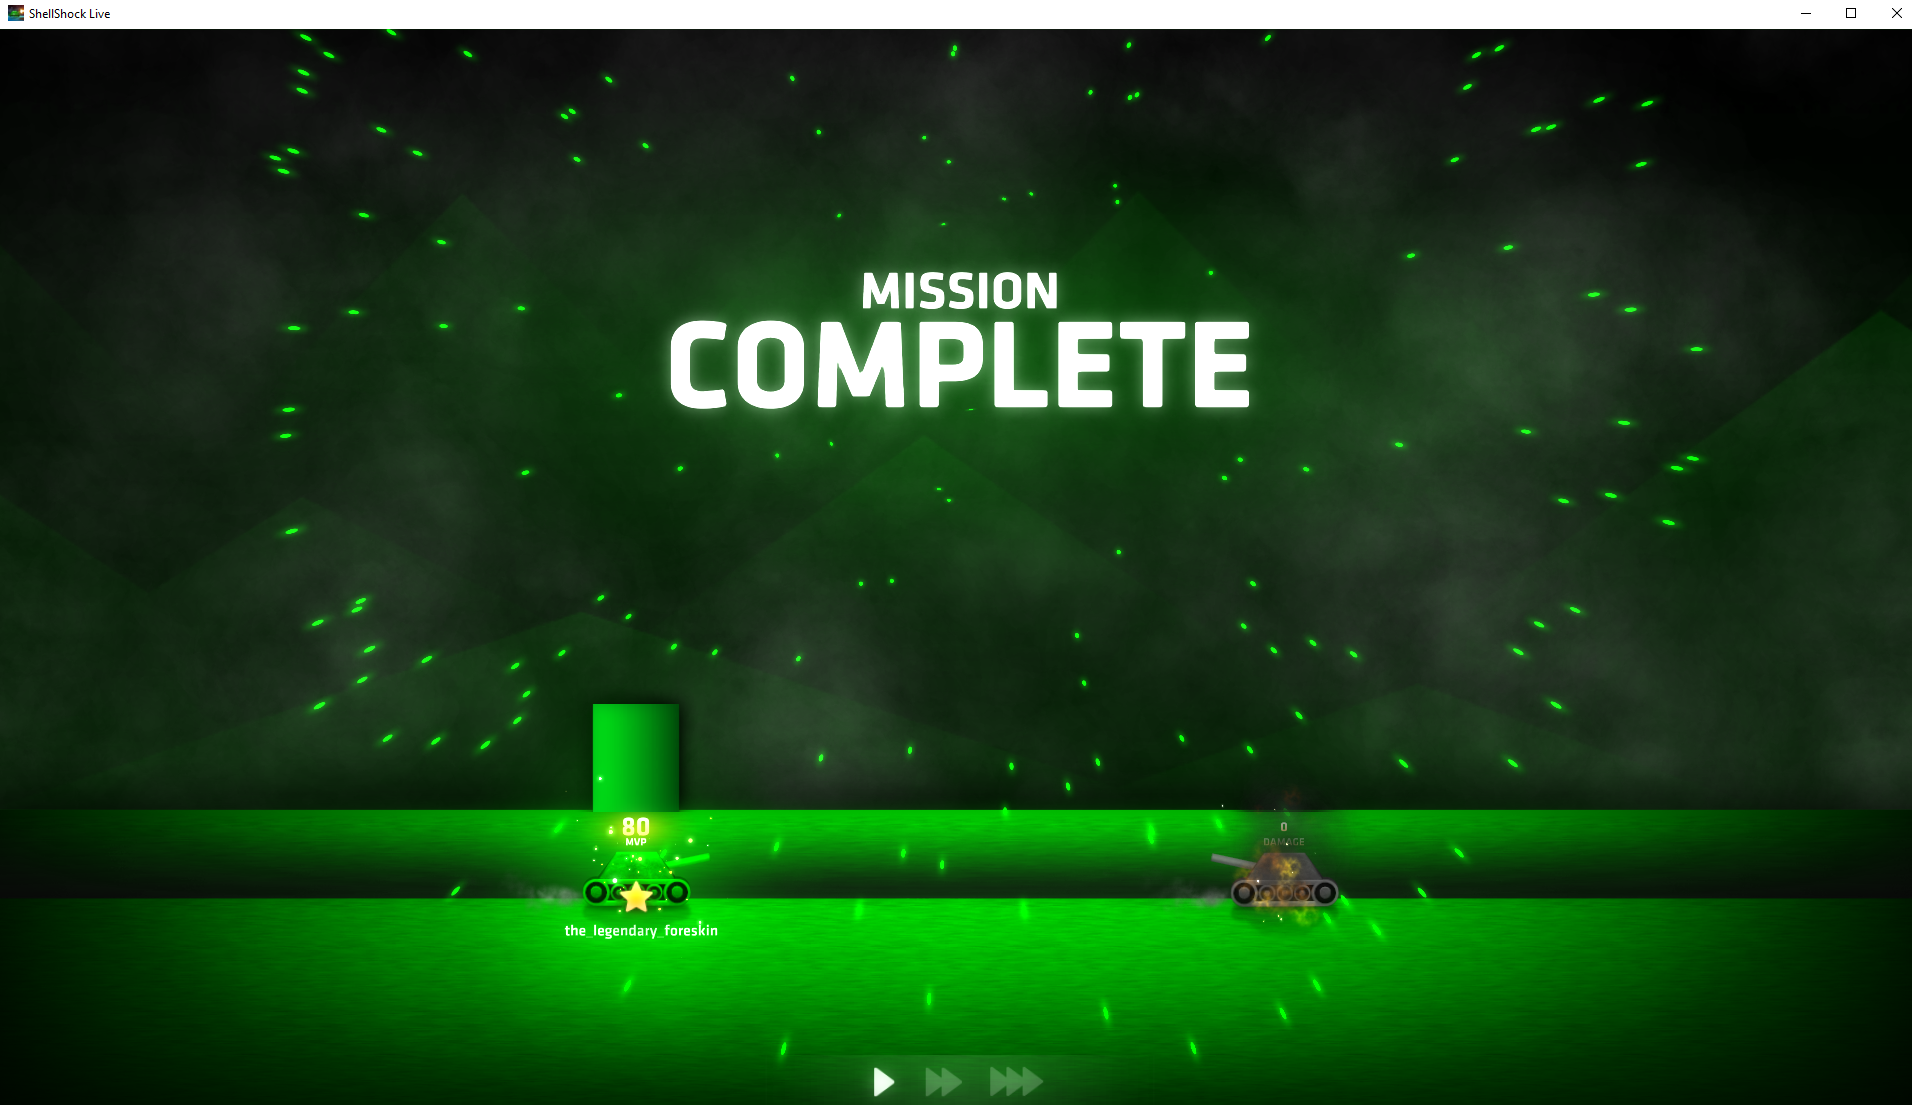 ShellShock Live
MISSION
COMPLETE
80
MVP
0
DAMAGE
the_legendary_foreskin